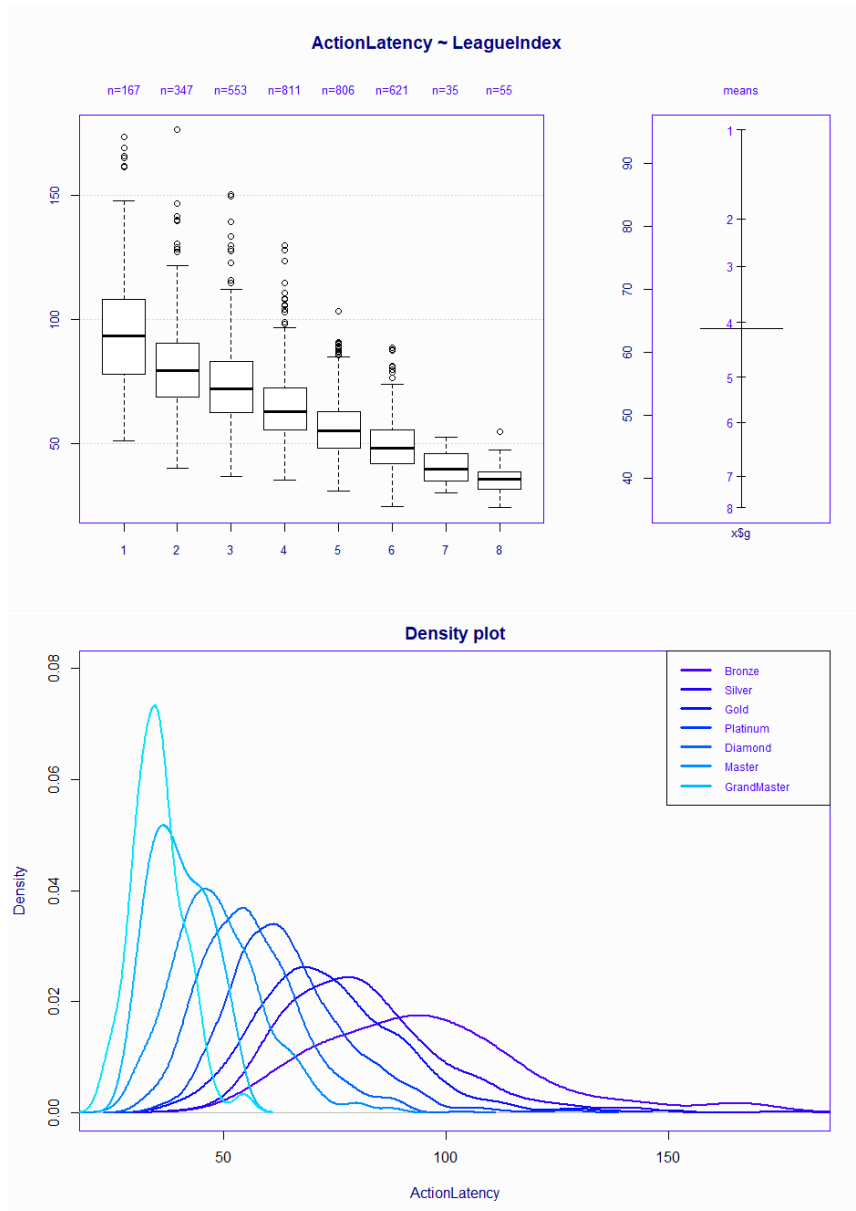 ActionLatency ~ LeagueIndex
n=167 n=347 n=553 n=811 n=806 n=621 n=35 n=55
means
150
100
50
1 2 3 4 5 6 7 8
90
80
70
60
50
40
1
2
3
4
5
6
7
8
x$g
Density plot
Bronze
Silver
Gold
Platinum
Diamond
Master
GrandMaster
0.08
0.06
0.04
0.02
0.00
Density
50 100 150
ActionLatency